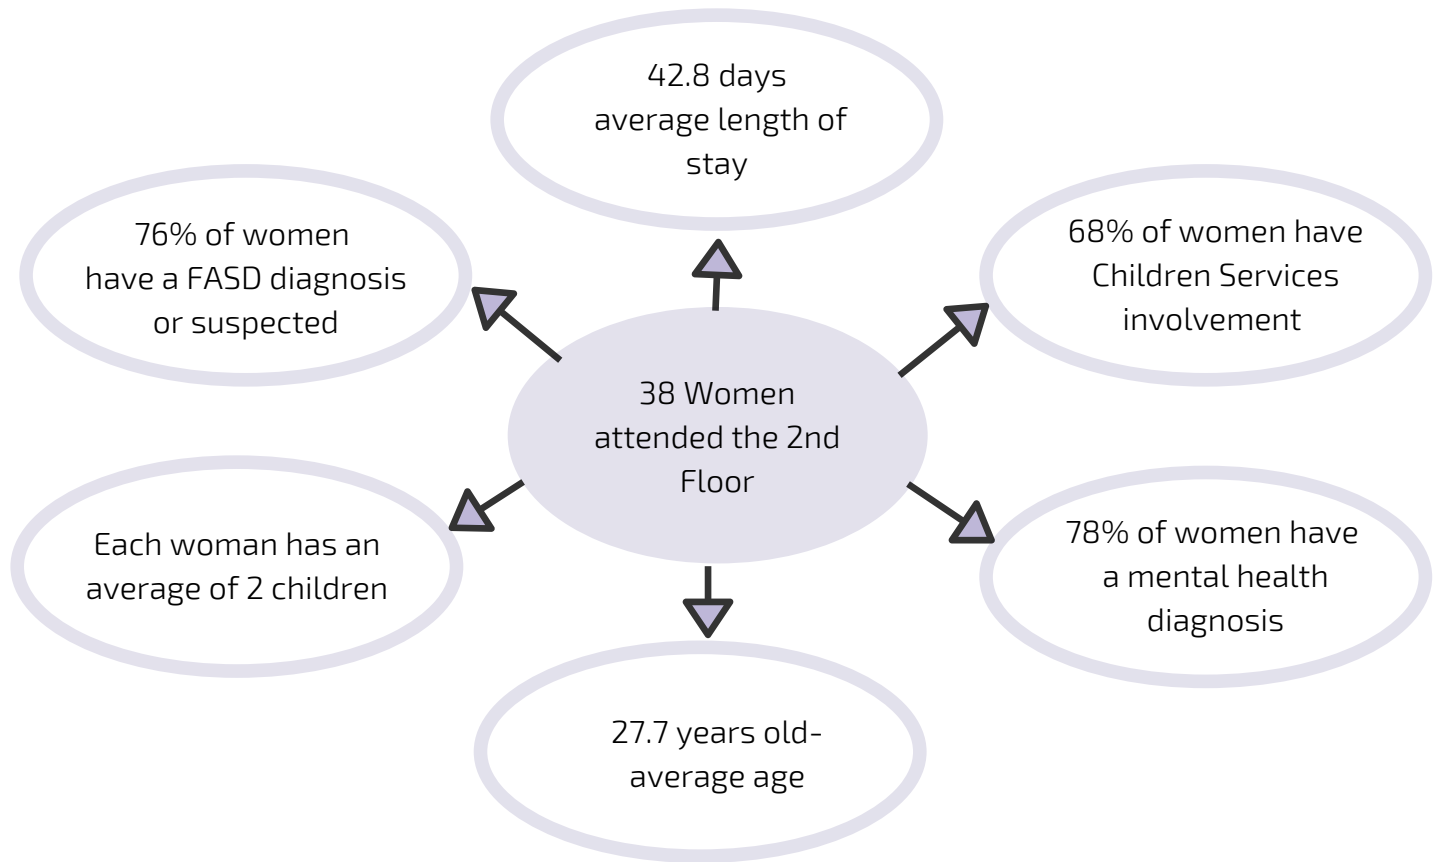 42.8 days
average length of
stay
76% of women
have a FASD diagnosis
or suspected
68% of women have
Children Services
involvement
38 Women
attended the 2nd
Floor
Each woman has an
average of 2 children
78% of women have
a mental health
diagnosis
27.7 years old-
average age